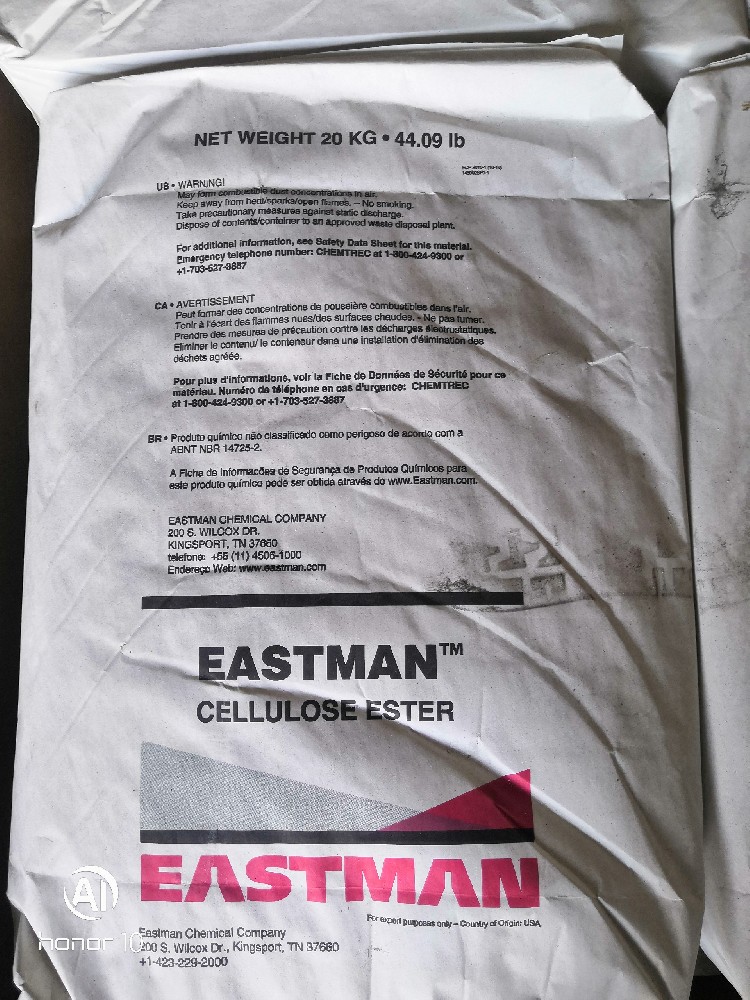 NET WEIGHT 20 KG • 44.09 lb
US • WARNING!
May form combustible dust concentrations in air.
Keep away from heat/sparks/open flames. – No smoking.
Take precautionary measures against static discharge.
Dispose of contents/container to an approved waste disposal plant.
For additional information, see Safety Data Sheet for this material.
Emergency telephone number: CHEMTREC at 1-800-424-9300 or
+1-703-527-3887
CA • AVERTISSEMENT
Peut former des concentrations de poussière combustibles dans l'air.
Tenir à l'écart des flammes nues/des surfaces chaudes. - Ne pas fumer.
Prendre des mesures de précaution contre les décharges électrostatiques.
Eliminer le contenu/ le conteneur dans une installation d'élimination des
déchets agréée.
Pour plus d'informations, voir la Fiche de Données de Sécurité pour ce
matériau. Numéro de téléphone en cas d'urgence: CHEMTREC
at 1-800-424-9300 or +1-703-527-3887
BR • Produto químico não classificado como perigoso de acordo com a
ABNT NBR 14725-2.
A Ficha de Informacões de Segurança de Produtos Químicos para
este produto químico pode ser obtida através do www.Eastman.com.
EASTMAN CHEMICAL COMPANY
200 S. WILCOX DR.
KINGSPORT, TN 37660
telefone: +55 (11) 4506-1000
Endereço Web: www.eastman.com
EASTMAN™
CELLULOSE ESTER
EASTMAN
For export purposes only – Country of Origin: USA
Eastman Chemical Company
200 S. Wilcox Dr., Kingsport, TN 37660
+1-423-229-2000
AI
honor 10